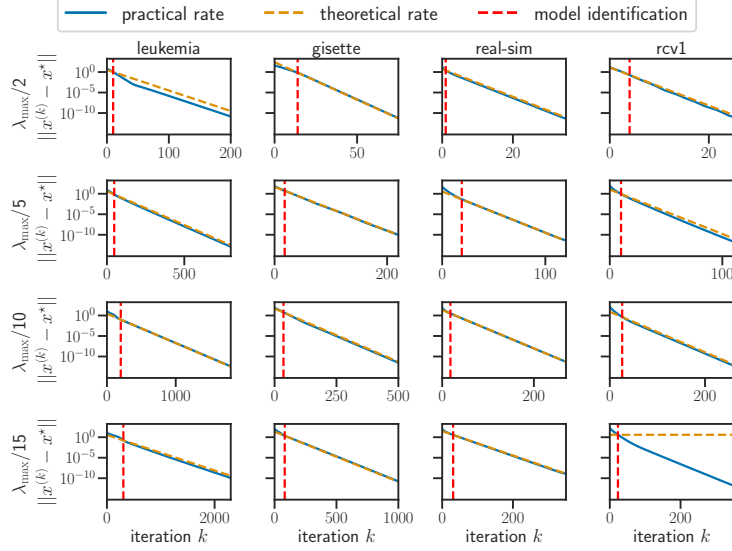 practical rate theoretical rate model identification
leukemia gisette real-sim rcv1
λmax/2
||x^(k) − x*||
10^0
10^−5
10^−10
0 100 200 0 50 0 20 0 20
λmax/5
||x^(k) − x*||
10^0
10^−5
10^−10
0 500 0 200 0 100 0 100
λmax/10
||x^(k) − x*||
10^0
10^−5
10^−10
0 1000 0 250 500 0 200 0 200
λmax/15
||x^(k) − x*||
10^0
10^−5
10^−10
0 2000 0 500 1000 0 200 0 200
iteration k iteration k iteration k iteration k